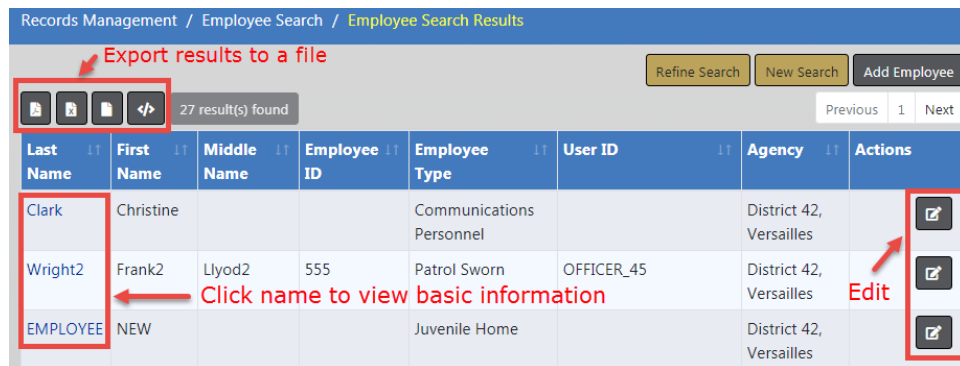 Records Management / Employee Search / Employee Search Results
Export results to a file
Refine Search New Search Add Employee
27 result(s) found
Previous 1 Next
Last Name First Name Middle Name Employee ID Employee Type User ID Agency Actions
Clark Christine Communications Personnel District 42, Versailles
Wright2 Frank2 Llyod2 555 Patrol Sworn OFFICER_45 District 42, Versailles
Click name to view basic information
Edit
EMPLOYEE NEW Juvenile Home District 42, Versailles